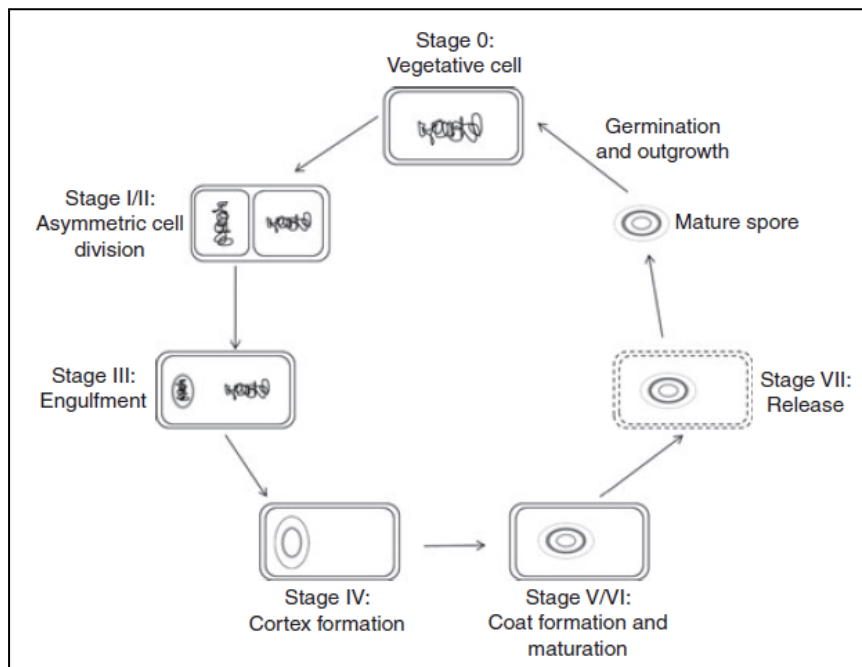 Stage 0:
Vegetative cell
Germination
and outgrowth
Stage I/II:
Asymmetric cell
division
Mature spore
Stage III:
Engulfment
Stage VII:
Release
Stage IV:
Cortex formation
Stage V/VI:
Coat formation and
maturation